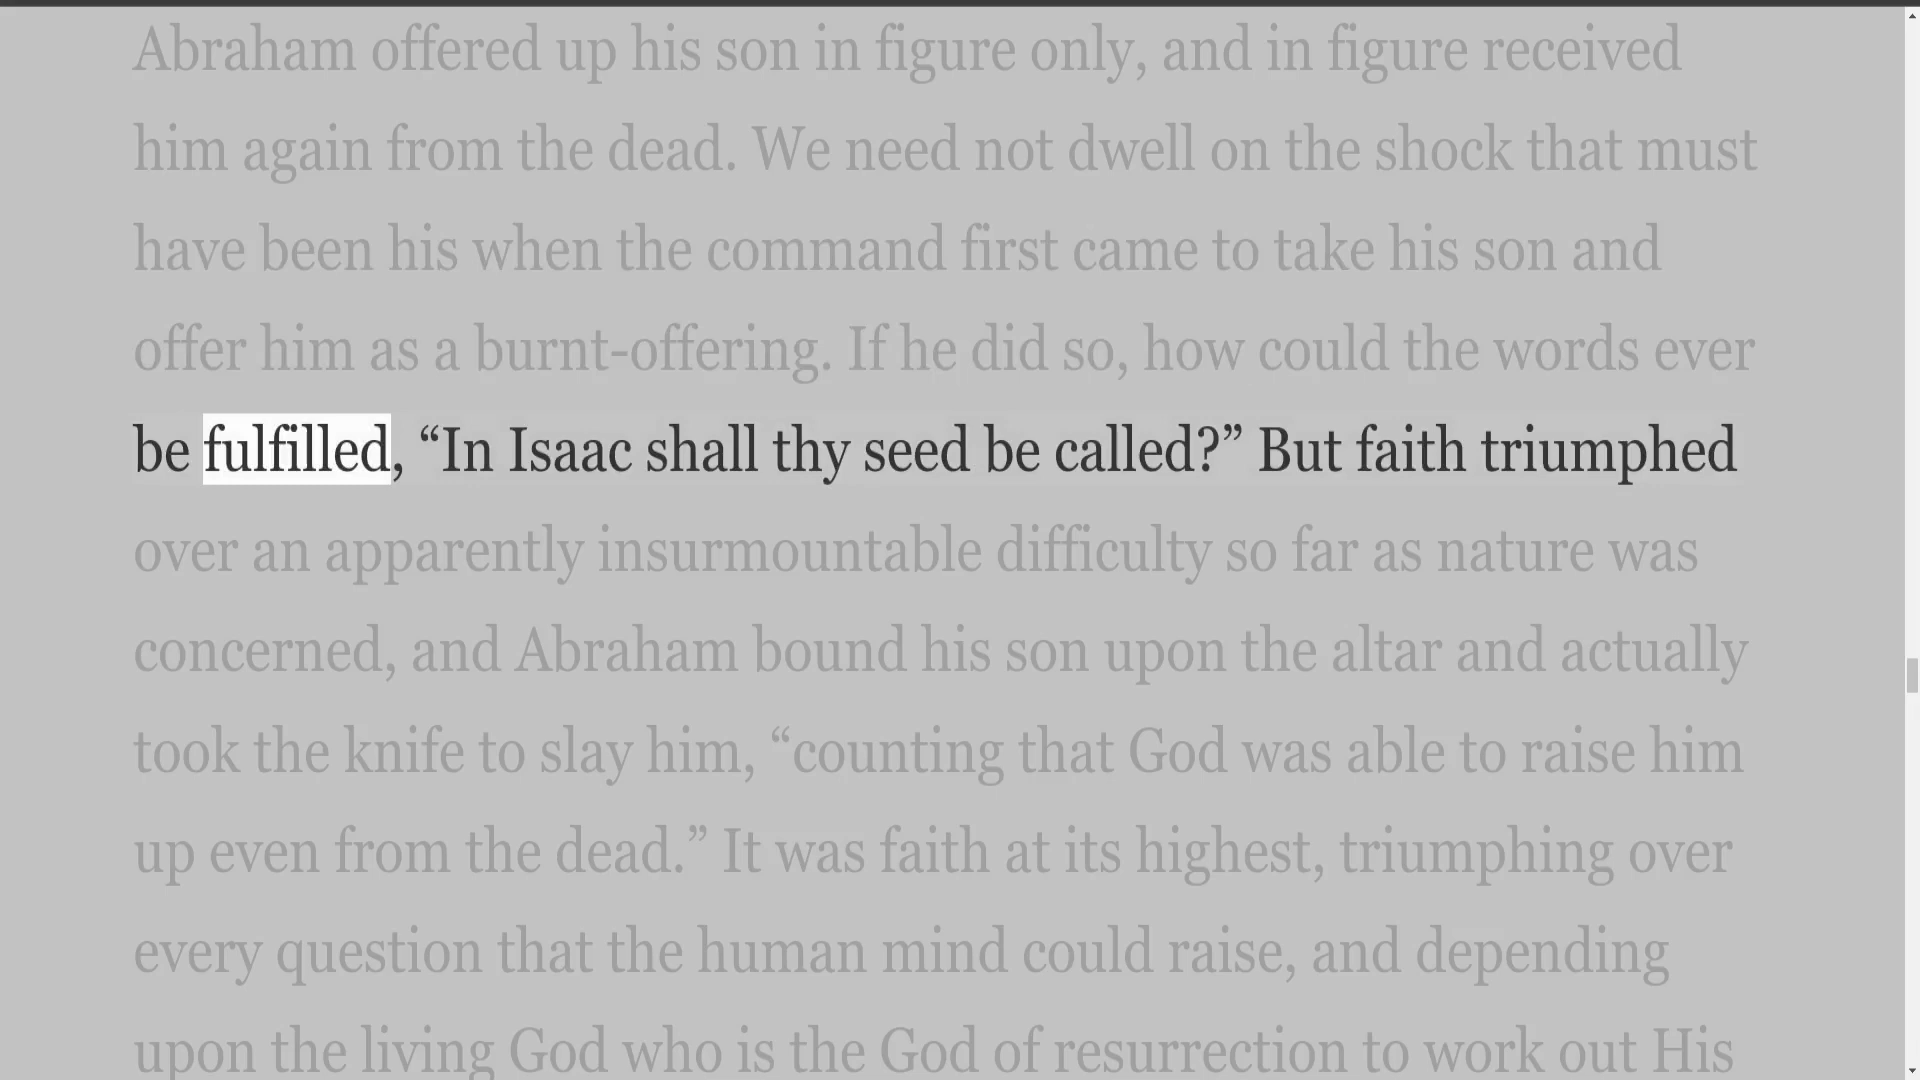 Abraham offered up his son in figure only, and in figure received
him again from the dead. We need not dwell on the shock that must
have been his when the command first came to take his son and
offer him as a burnt-offering. If he did so, how could the words ever
be fulfilled, “In Isaac shall thy seed be called?” But faith triumphed
over an apparently insurmountable difficulty so far as nature was
concerned, and Abraham bound his son upon the altar and actually
took the knife to slay him, “counting that God was able to raise him
up even from the dead.” It was faith at its highest, triumphing over
every question that the human mind could raise, and depending
upon the living God who is the God of resurrection to work out His